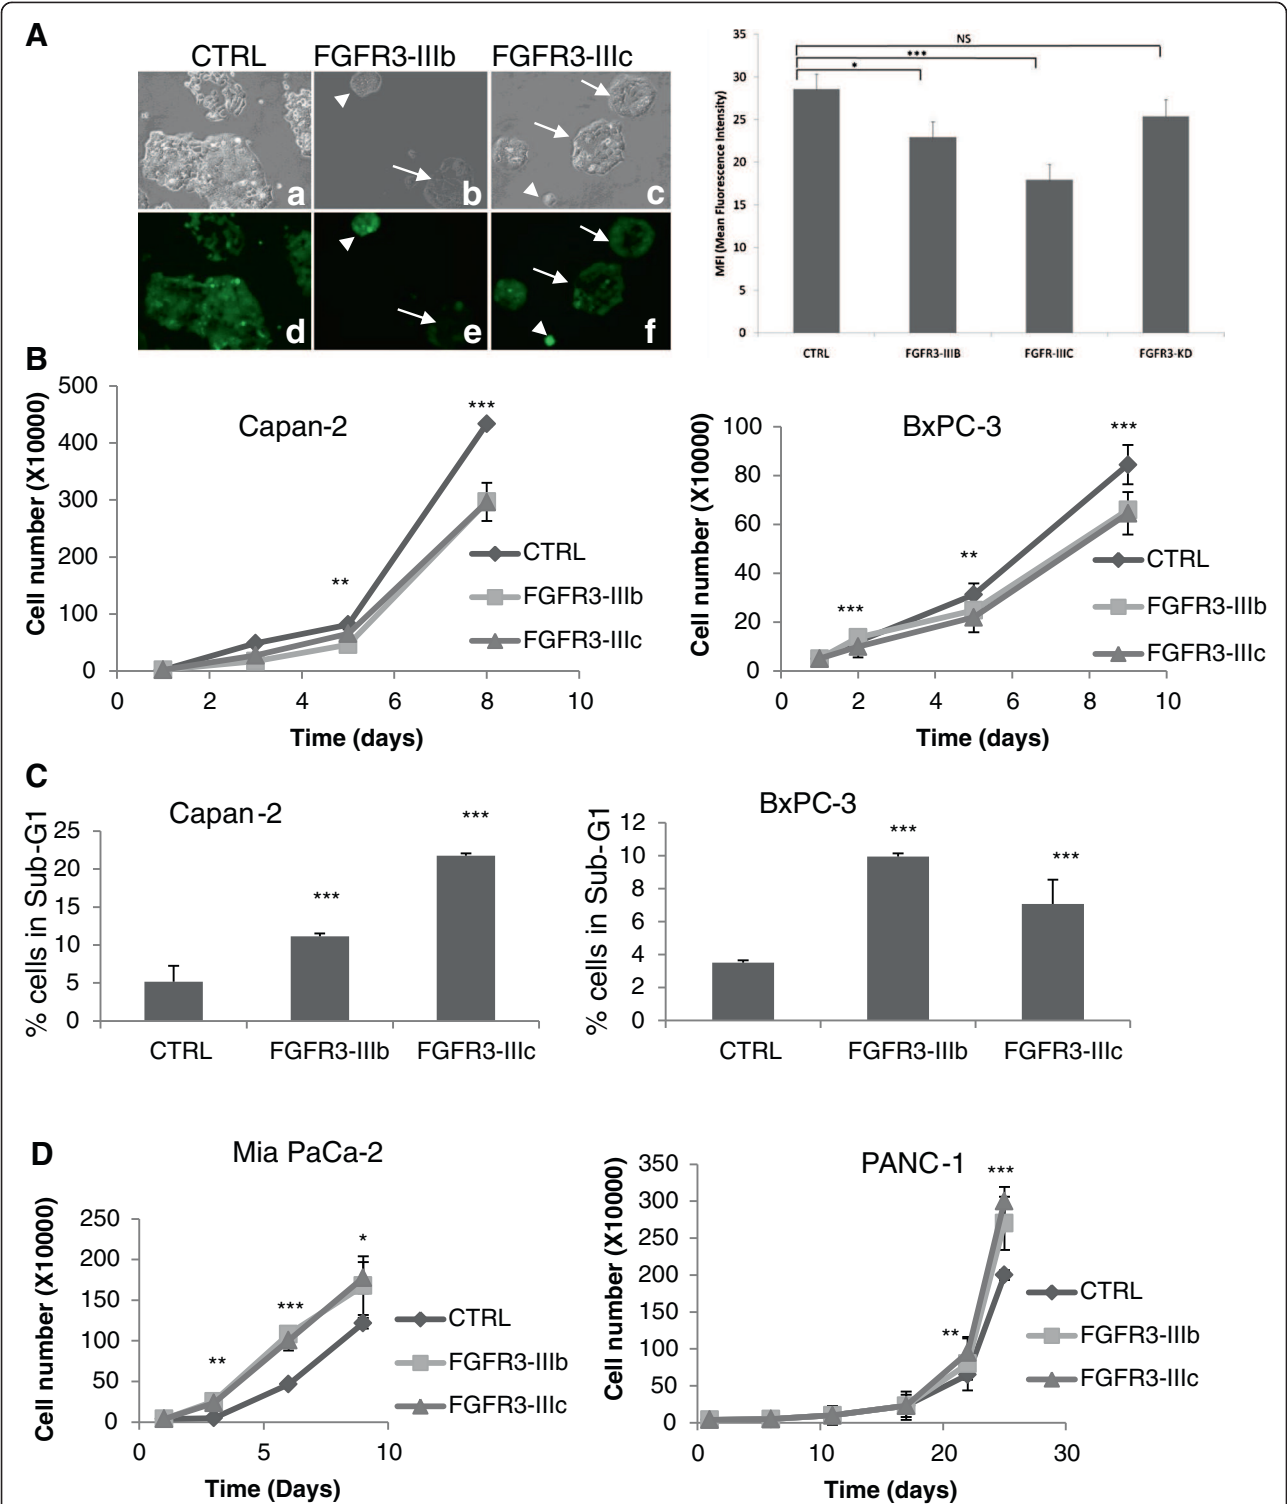 A
CTRL FGFR3-IIIb FGFR3-IIIc
a b c
d e f
MFI (Mean Fluorescence Intensity)
35
30
25
20
15
10
5
0
NS
***
*
CTRL FGFR3-IIIB FGFR-IIIC FGFR3-KD
B
Capan-2
Cell number (X10000)
500
400
300
200
100
0
**
***
CTRL
FGFR3-IIIb
FGFR3-IIIc
0 2 4 6 8 10
Time (days)
BxPC-3
Cell number (X10000)
100
80
60
40
20
0
***
**
***
CTRL
FGFR3-IIIb
FGFR3-IIIc
0 2 4 6 8 10
Time (days)
C
Capan-2
% cells in Sub-G1
25
20
15
10
5
0
***
***
CTRL FGFR3-IIIb FGFR3-IIIc
BxPC-3
% cells in Sub-G1
12
10
8
6
4
2
0
***
***
CTRL FGFR3-IIIb FGFR3-IIIc
D
Mia PaCa-2
Cell number (X10000)
250
200
150
100
50
0
**
***
*
CTRL
FGFR3-IIIb
FGFR3-IIIc
0 5 10
Time (Days)
PANC-1
Cell number (X10000)
350
300
250
200
150
100
50
0
**
***
CTRL
FGFR3-IIIb
FGFR3-IIIc
0 10 20 30
Time (days)